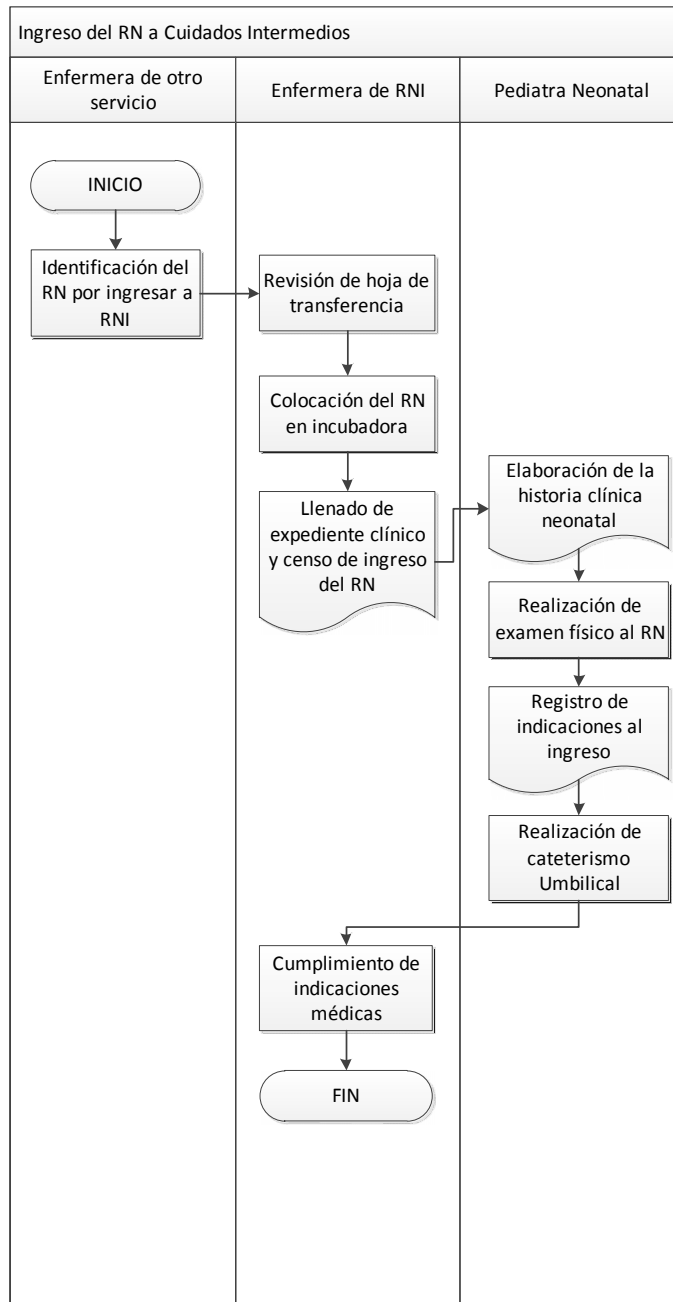 Ingreso del RN a Cuidados Intermedios
Enfermera de otro
servicio
Enfermera de RNI
Pediatra Neonatal
INICIO
Identificación del
RN por ingresar a
RNI
Revisión de hoja de
transferencia
Colocación del RN
en incubadora
Llenado de
expediente clínico
y censo de ingreso
del RN
Elaboración de la
historia clínica
neonatal
Realización de
examen físico al RN
Registro de
indicaciones al
ingreso
Realización de
cateterismo
Umbilical
Cumplimiento de
indicaciones
médicas
FIN